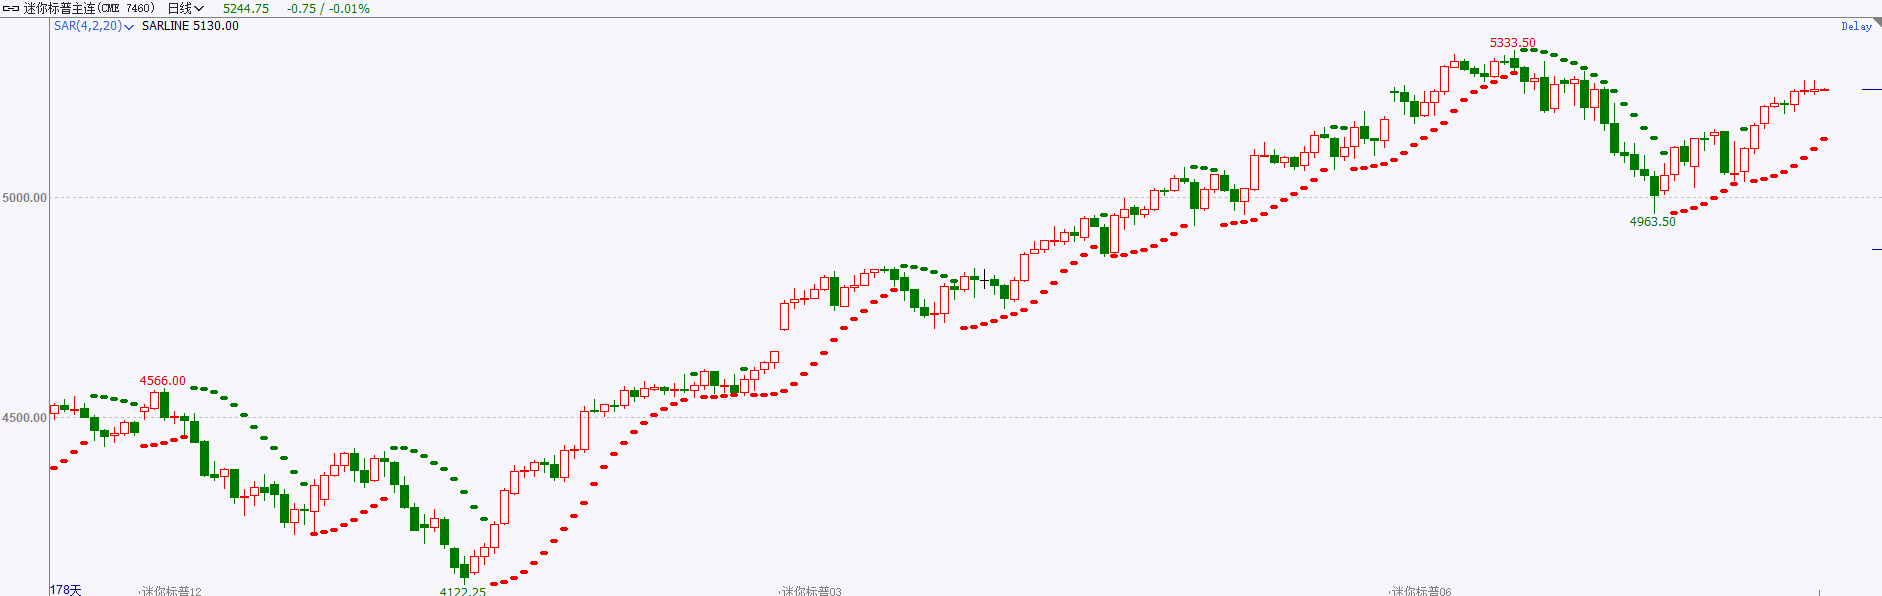 迷你标普主连(CME 7460) 日线 5244.75 -0.75 / -0.01%
SAR(4,2,20) SARLINE 5130.00
Delay
5333.50
5000.00
4963.50
4566.00
4500.00
4122.25
178天
迷你标普12
迷你标普03
迷你标普06